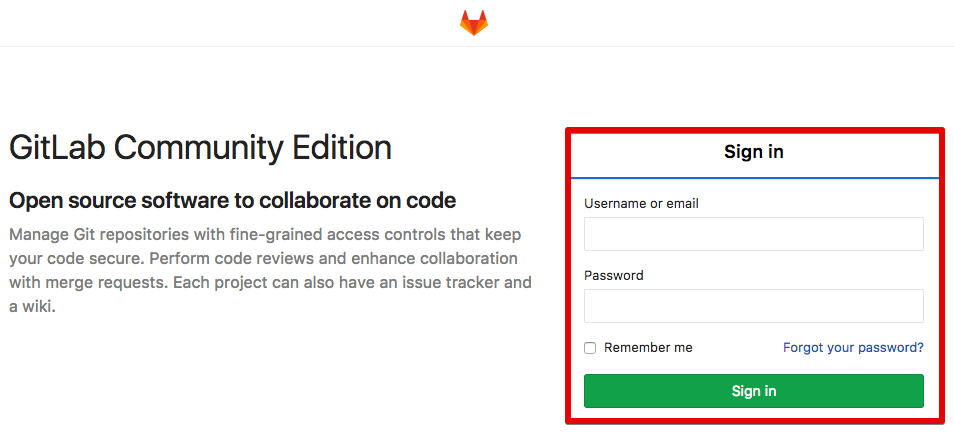 GitLab Community Edition
Open source software to collaborate on code
Manage Git repositories with fine-grained access controls that keep
your code secure. Perform code reviews and enhance collaboration
with merge requests. Each project can also have an issue tracker and
a wiki.
Sign in
Username or email
Password
Remember me Forgot your password?
Sign in